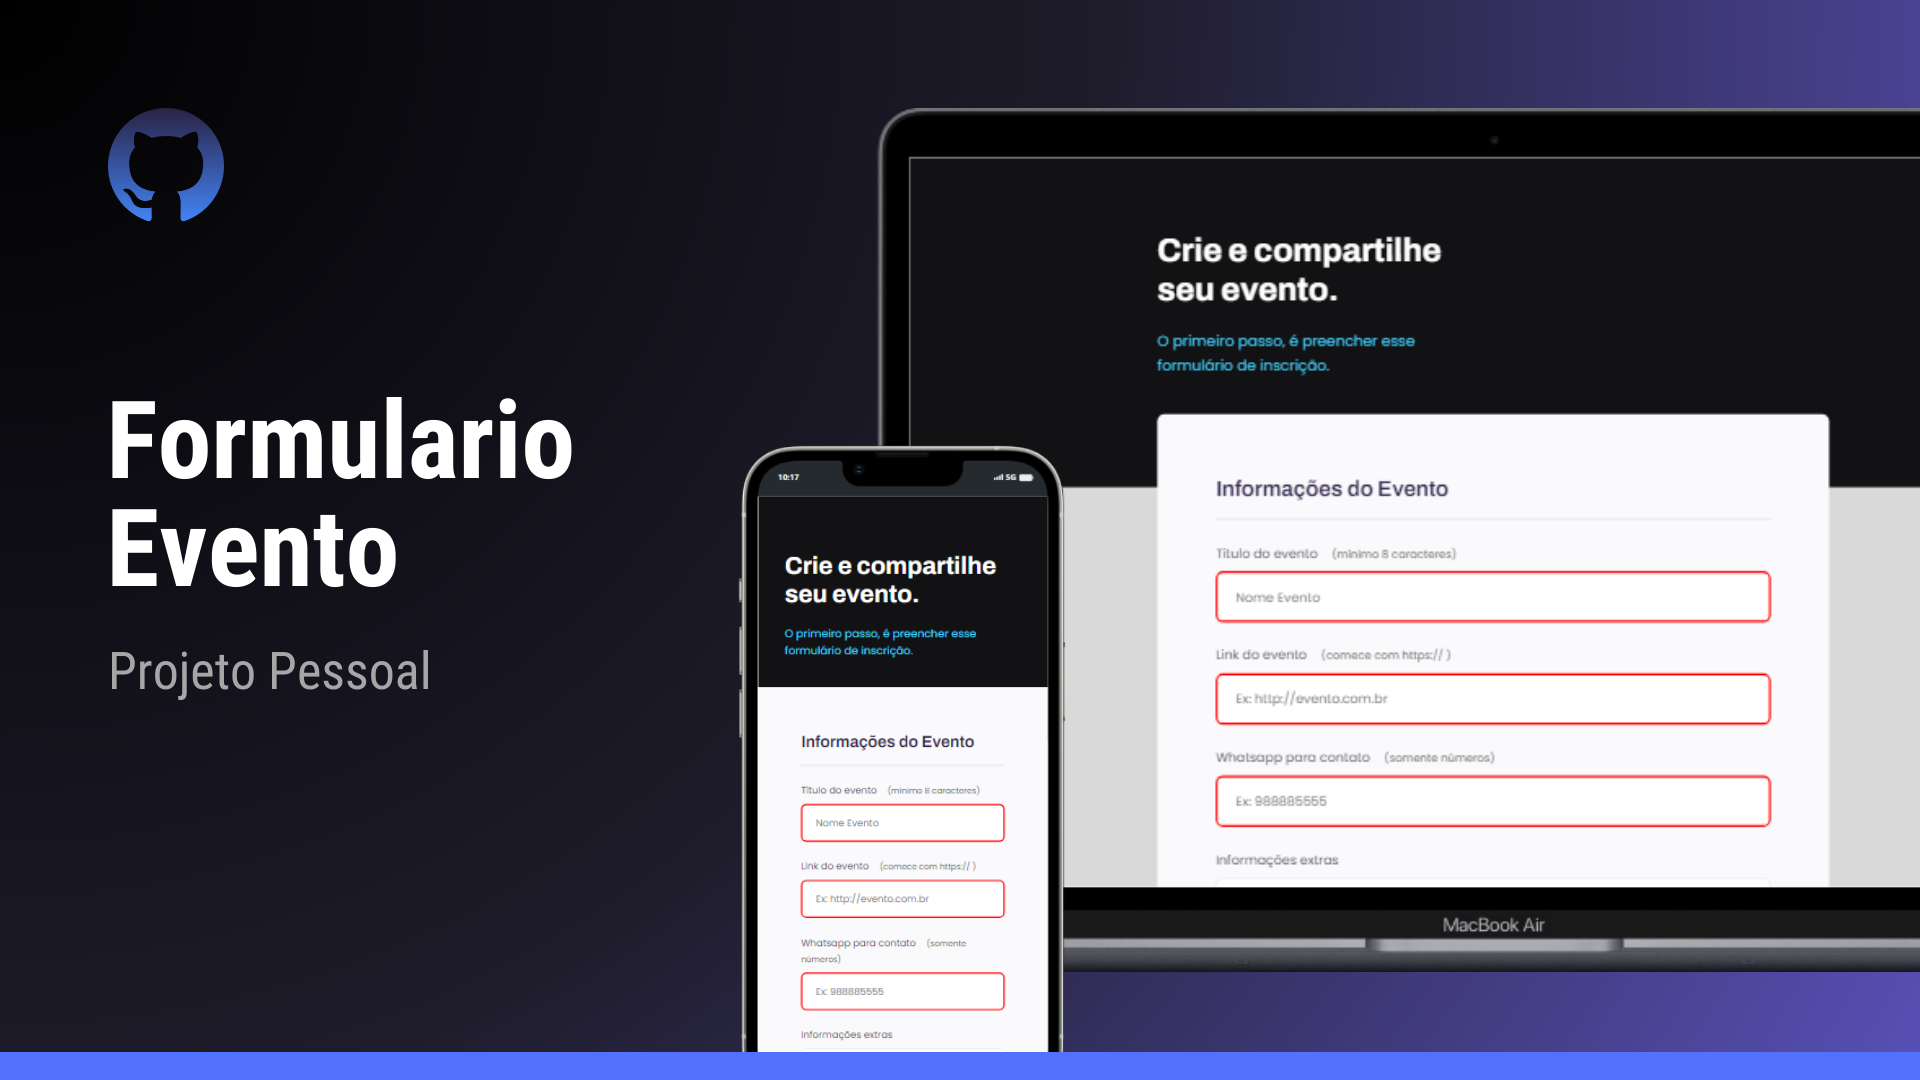 Formulario
Evento
Projeto Pessoal
10:17
5G
Crie e compartilhe
seu evento.
O primeiro passo, é preencher esse
formulário de inscrição.
Informações do Evento
Título do evento (mínimo 8 caracteres)
Nome Evento
Link do evento (comece com https:// )
Ex: http://evento.com.br
Whatsapp para contato (somente
números)
Ex: 988885555
Informações extras
Crie e compartilhe
seu evento.
O primeiro passo, é preencher esse
formulário de inscrição.
Informações do Evento
Título do evento (mínimo 8 caracteres)
Nome Evento
Link do evento (comece com https:// )
Ex: http://evento.com.br
Whatsapp para contato (somente números)
Ex: 988885555
Informações extras
MacBook Air